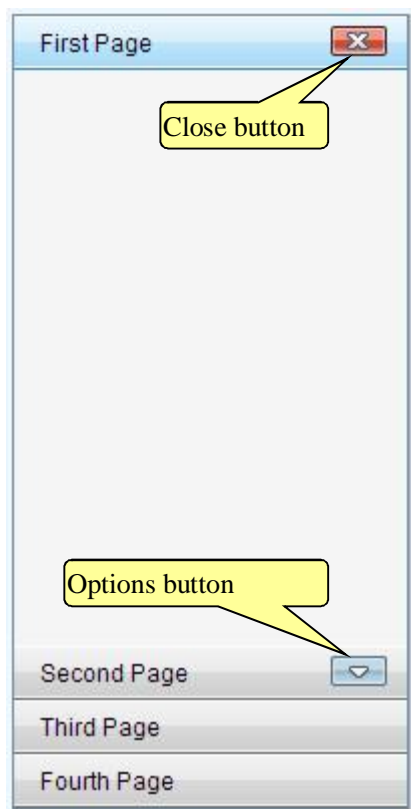 First Page
Close button
Options button
Second Page
Third Page
Fourth Page